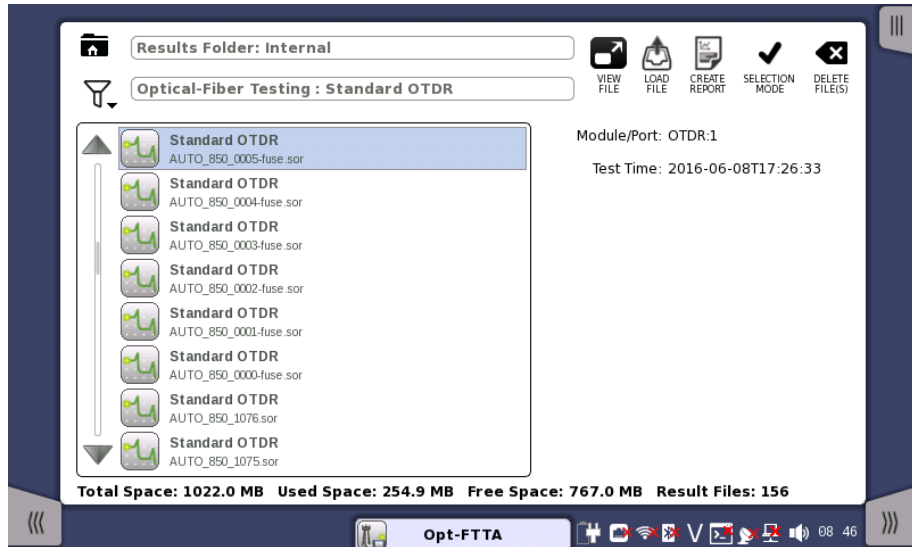 Results Folder: Internal
Optical-Fiber Testing : Standard OTDR
VIEW FILE
LOAD FILE
CREATE REPORT
SELECTION MODE
DELETE FILE(S)
Standard OTDR
AUTO_850_0005-fuse.sor
Standard OTDR
AUTO_850_0004-fuse.sor
Standard OTDR
AUTO_850_0003-fuse.sor
Standard OTDR
AUTO_850_0002-fuse.sor
Standard OTDR
AUTO_850_0001-fuse.sor
Standard OTDR
AUTO_850_0000-fuse.sor
Standard OTDR
AUTO_850_1076.sor
Standard OTDR
AUTO_850_1075.sor
Module/Port: OTDR:1
Test Time: 2016-06-08T17:26:33
Total Space: 1022.0 MB Used Space: 254.9 MB Free Space: 767.0 MB Result Files: 156
Opt-FTTA
V
08 46